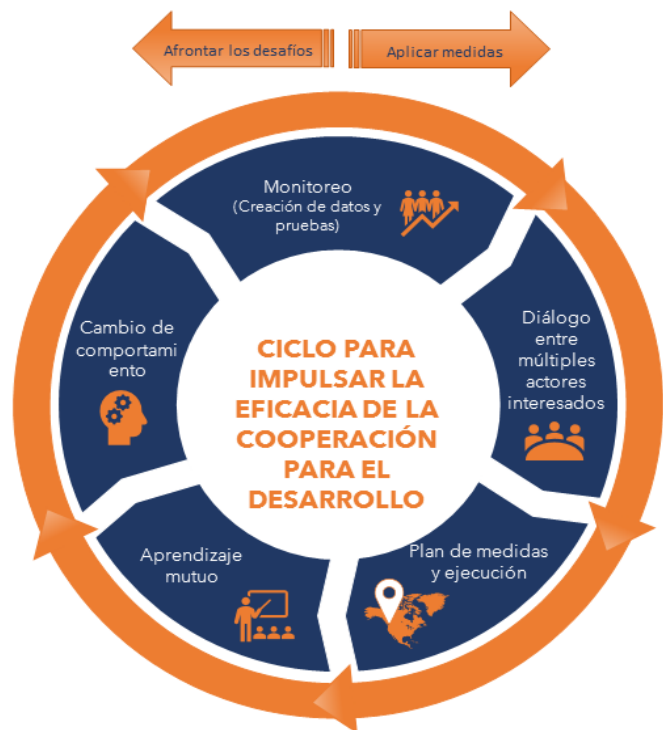 Afrontar los desafíos
Aplicar medidas
Monitoreo
(Creación de datos y
pruebas)
Diálogo
entre
múltiples
actores
interesados
Plan de medidas
y ejecución
Aprendizaje
mutuo
Cambio de
comportami
ento
CICLO PARA
IMPULSAR LA
EFICACIA DE LA
COOPERACIÓN
PARA EL
DESARROLLO